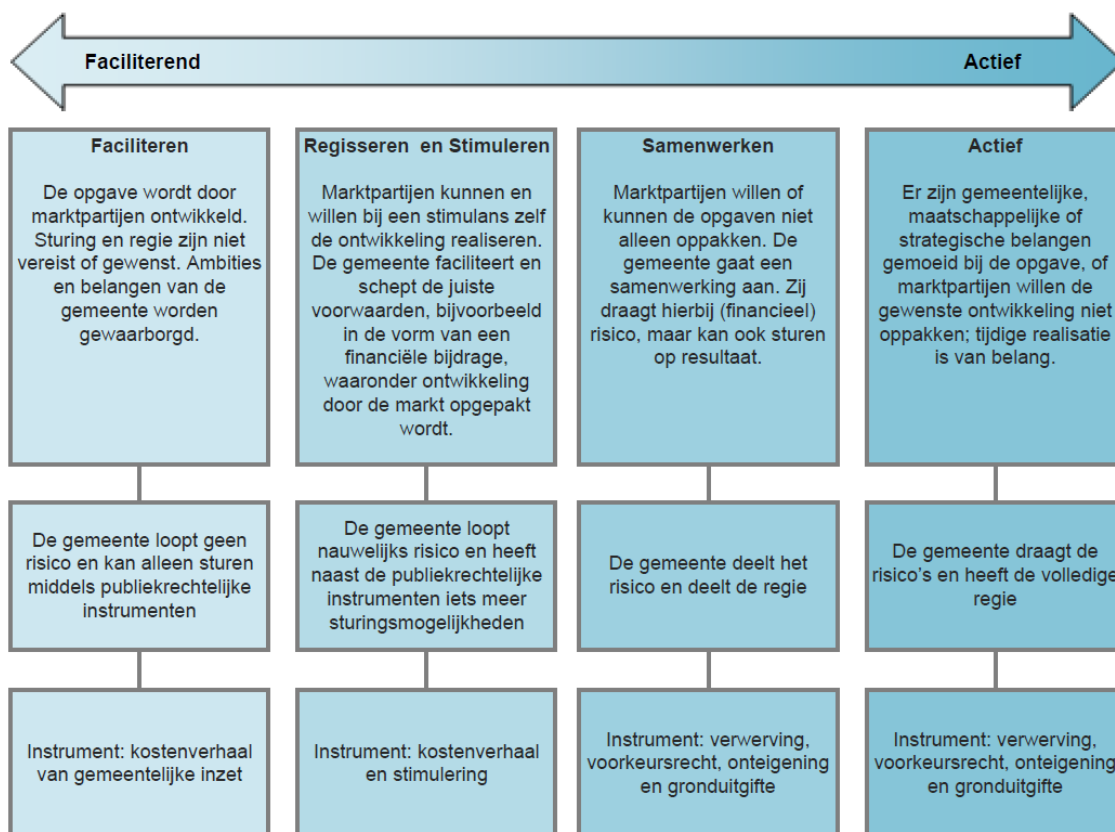 Faciliterend
Actief
Faciliteren
De opgave wordt door
marktpartijen ontwikkeld.
Sturing en regie zijn niet
vereist of gewenst. Ambities
en belangen van de
gemeente worden
gewaarborgd.
De gemeente loopt geen
risico en kan alleen sturen
middels publiekrechtelijke
instrumenten
Instrument: kostenverhaal
van gemeentelijke inzet
Regisseren en Stimuleren
Marktpartijen kunnen en
willen bij een stimulans zelf
de ontwikkeling realiseren.
De gemeente faciliteert en
schept de juiste
voorwaarden, bijvoorbeeld
in de vorm van een
financiële bijdrage,
waaronder ontwikkeling
door de markt opgepakt
wordt.
De gemeente loopt
nauwelijks risico en heeft
naast de publiekrechtelijke
instrumenten iets meer
sturingsmogelijkheden
Instrument: kostenverhaal
en stimulering
Samenwerken
Marktpartijen willen of
kunnen de opgaven niet
alleen oppakken. De
gemeente gaat een
samenwerking aan. Zij
draagt hierbij (financieel)
risico, maar kan ook sturen
op resultaat.
De gemeente deelt het
risico en deelt de regie
Instrument: verwerving,
voorkeursrecht, onteigening
en gronduitgifte
Actief
Er zijn gemeentelijke,
maatschappelijke of
strategische belangen
gemoeid bij de opgave, of
marktpartijen willen de
gewenste ontwikkeling niet
oppakken; tijdige realisatie
is van belang.
De gemeente draagt de
risico's en heeft de volledige
regie
Instrument: verwerving,
voorkeursrecht, onteigening
en gronduitgifte